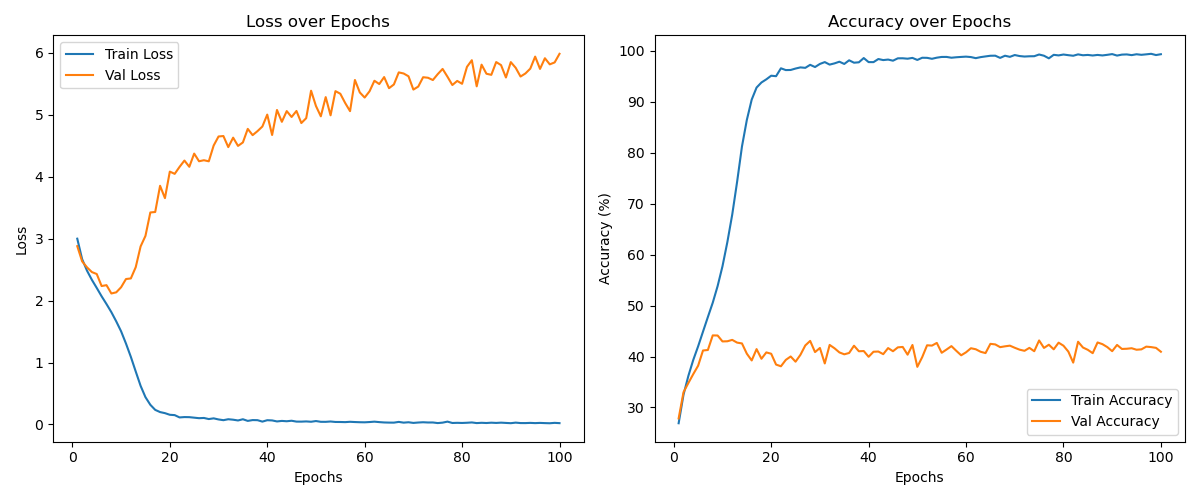 Loss over Epochs
Train Loss
Val Loss
Loss
6
5
4
3
2
1
0
0 20 40 60 80 100
Epochs
Accuracy over Epochs
Accuracy (%)
100
90
80
70
60
50
40
30
Train Accuracy
Val Accuracy
0 20 40 60 80 100
Epochs